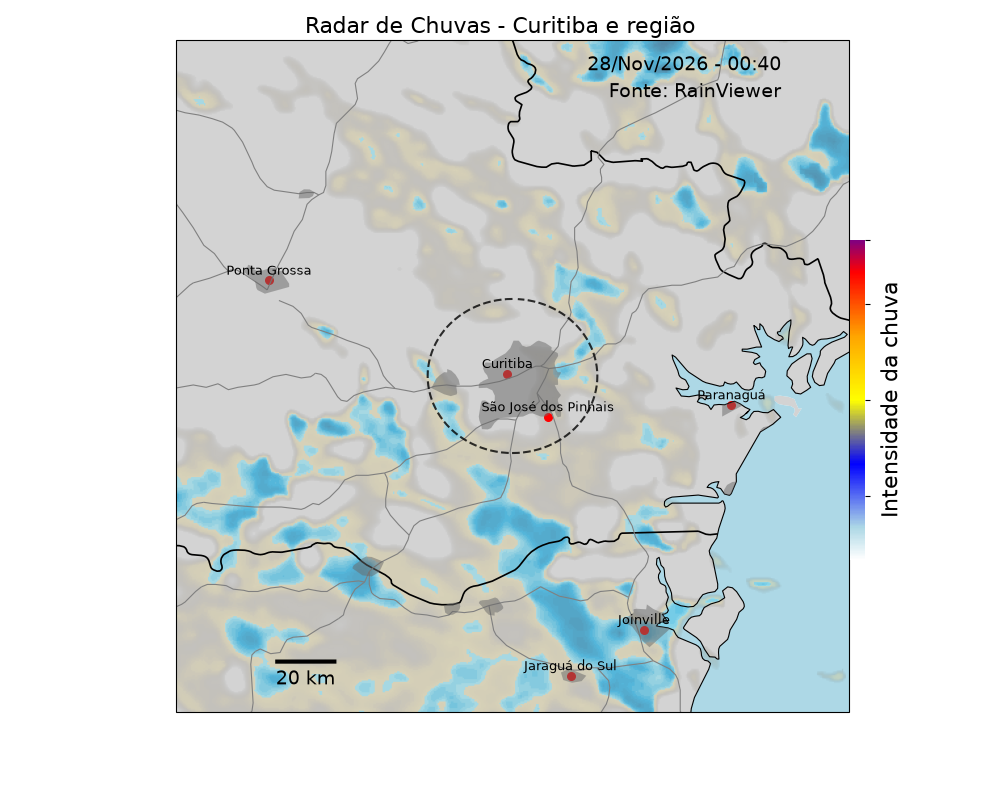 Radar de Chuvas - Curitiba e região
28/Nov/2026 - 00:40
Fonte: RainViewer
Ponta Grossa
Curitiba
São José dos Pinhais
Paranaguá
Intensidade da chuva
Joinville
Jaraguá do Sul
20 km